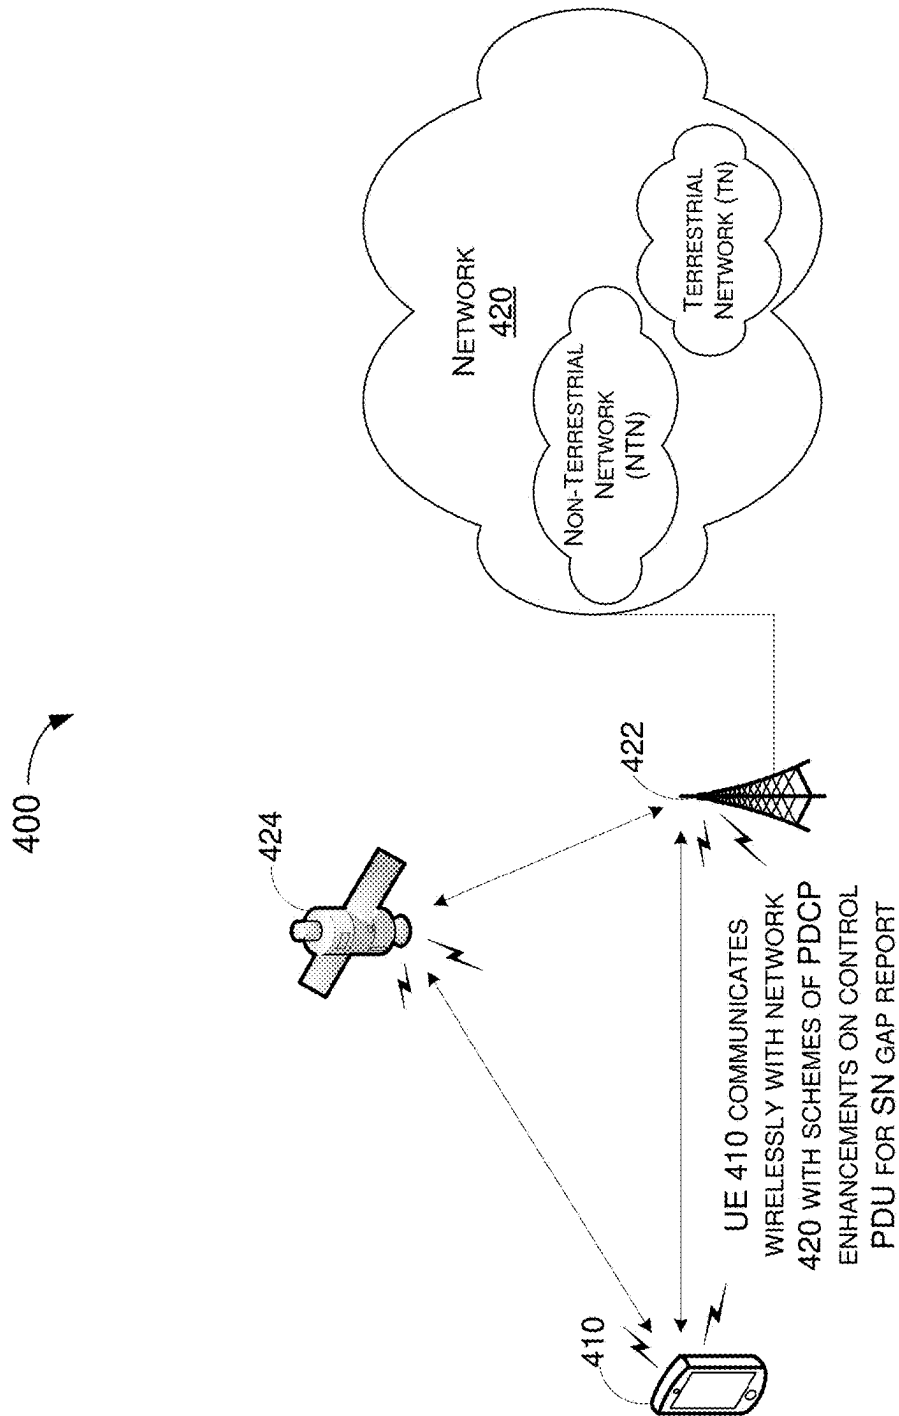 400
424
422
410
NETWORK
420
NON-TERRESTRIAL
NETWORK
(NTN)
TERRESTRIAL
NETWORK (TN)
UE 410 COMMUNICATES
WIRELESSLY WITH NETWORK
420 WITH SCHEMES OF PDCP
ENHANCEMENTS ON CONTROL
PDU FOR SN GAP REPORT